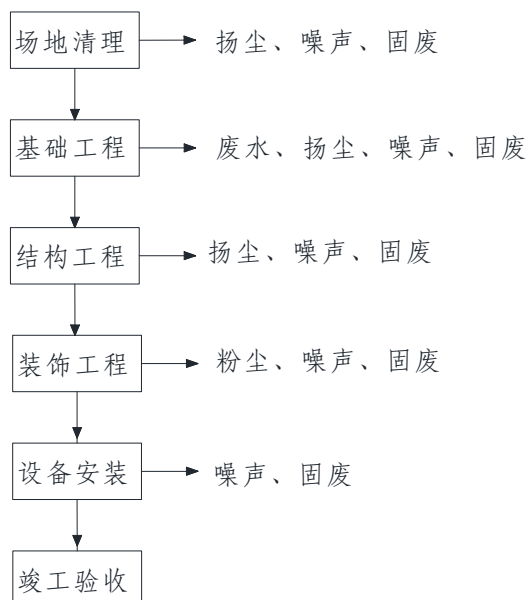 场地清理 扬尘、噪声、固废
基础工程 废水、扬尘、噪声、固废
结构工程 扬尘、噪声、固废
装饰工程 粉尘、噪声、固废
设备安装 噪声、固废
竣工验收